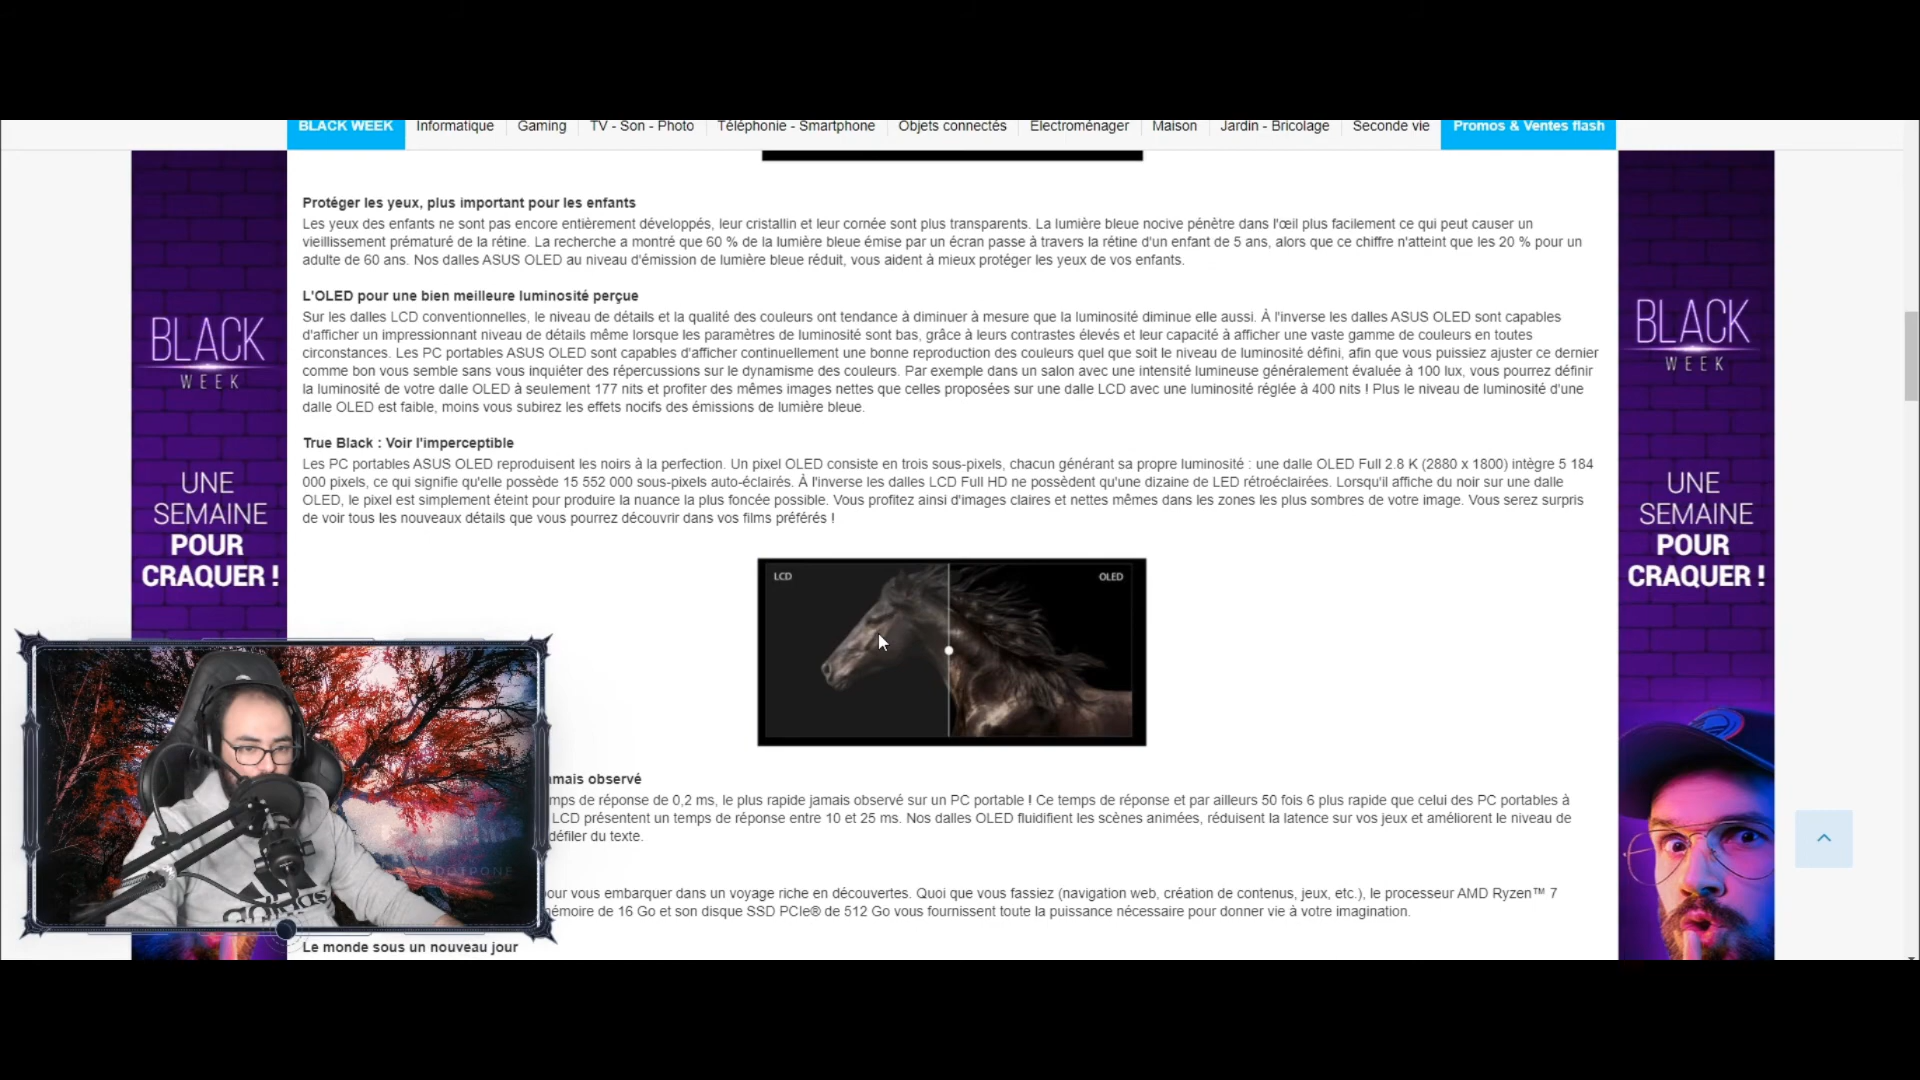 BLACK WEEK Informatique Gaming TV - Son - Photo Téléphonie - Smartphone Objets connectés Electroménager Maison Jardin - Bricolage Seconde vie Promos & Ventes flash
Protéger les yeux, plus important pour les enfants
Les yeux des enfants ne sont pas encore entièrement développés, leur cristallin et leur cornée sont plus transparents. La lumière bleue nocive pénètre dans l'œil plus facilement ce qui peut causer un
vieillissement prématuré de la rétine. La recherche a montré que 60 % de la lumière bleue émise par un écran passe à travers la rétine d'un enfant de 5 ans, alors que ce chiffre n'atteint que les 20 % pour un
adulte de 60 ans. Nos dalles ASUS OLED au niveau d'émission de lumière bleue réduit, vous aident à mieux protéger les yeux de vos enfants.
L'OLED pour une bien meilleure luminosité perçue
Sur les dalles LCD conventionnelles, le niveau de détails et la qualité des couleurs ont tendance à diminuer à mesure que la luminosité diminue elle aussi. À l'inverse les dalles ASUS OLED sont capables
d'afficher un impressionnant niveau de détails même lorsque les paramètres de luminosité sont bas, grâce à leurs contrastes élevés et leur capacité à afficher une vaste gamme de couleurs en toutes
circonstances. Les PC portables ASUS OLED sont capables d'afficher continuellement une bonne reproduction des couleurs quel que soit le niveau de luminosité défini, afin que vous puissiez ajuster ce dernier
comme bon vous semble sans vous inquiéter des répercussions sur le dynamisme des couleurs. Par exemple dans un salon avec une intensité lumineuse généralement évaluée à 100 lux, vous pourrez définir
la luminosité de votre dalle OLED à seulement 177 nits et profiter des mêmes images nettes que celles proposées sur une dalle LCD avec une luminosité réglée à 400 nits ! Plus le niveau de luminosité d'une
dalle OLED est faible, moins vous subirez les effets nocifs des émissions de lumière bleue.
True Black : Voir l'imperceptible
Les PC portables ASUS OLED reproduisent les noirs à la perfection. Un pixel OLED consiste en trois sous-pixels, chacun générant sa propre luminosité : une dalle OLED Full 2.8 K (2880 x 1800) intègre 5 184
000 pixels, ce qui signifie qu'elle possède 15 552 000 sous-pixels auto-éclairés. À l'inverse les dalles LCD Full HD ne possèdent qu'une dizaine de LED rétroéclairées. Lorsqu'il affiche du noir sur une dalle
OLED, le pixel est simplement éteint pour produire la nuance la plus foncée possible. Vous profitez ainsi d'images claires et nettes mêmes dans les zones les plus sombres de votre image. Vous serez surpris
de voir tous les nouveaux détails que vous pourrez découvrir dans vos films préférés !
LCD OLED
amais observé
mps de réponse de 0,2 ms, le plus rapide jamais observé sur un PC portable ! Ce temps de réponse et par ailleurs 50 fois 6 plus rapide que celui des PC portables à
LCD présentent un temps de réponse entre 10 et 25 ms. Nos dalles OLED fluidifient les scènes animées, réduisent la latence sur vos jeux et améliorent le niveau de
défiler du texte.
our vous embarquer dans un voyage riche en découvertes. Quoi que vous fassiez (navigation web, création de contenus, jeux, etc.), le processeur AMD Ryzen™ 7
émoire de 16 Go et son disque SSD PCIe® de 512 Go vous fournissent toute la puissance nécessaire pour donner vie à votre imagination.
Le monde sous un nouveau jour
BLACK
WEEK
UNE
SEMAINE
POUR
CRAQUER !
BLACK
WEEK
UNE
SEMAINE
POUR
CRAQUER !
adidas